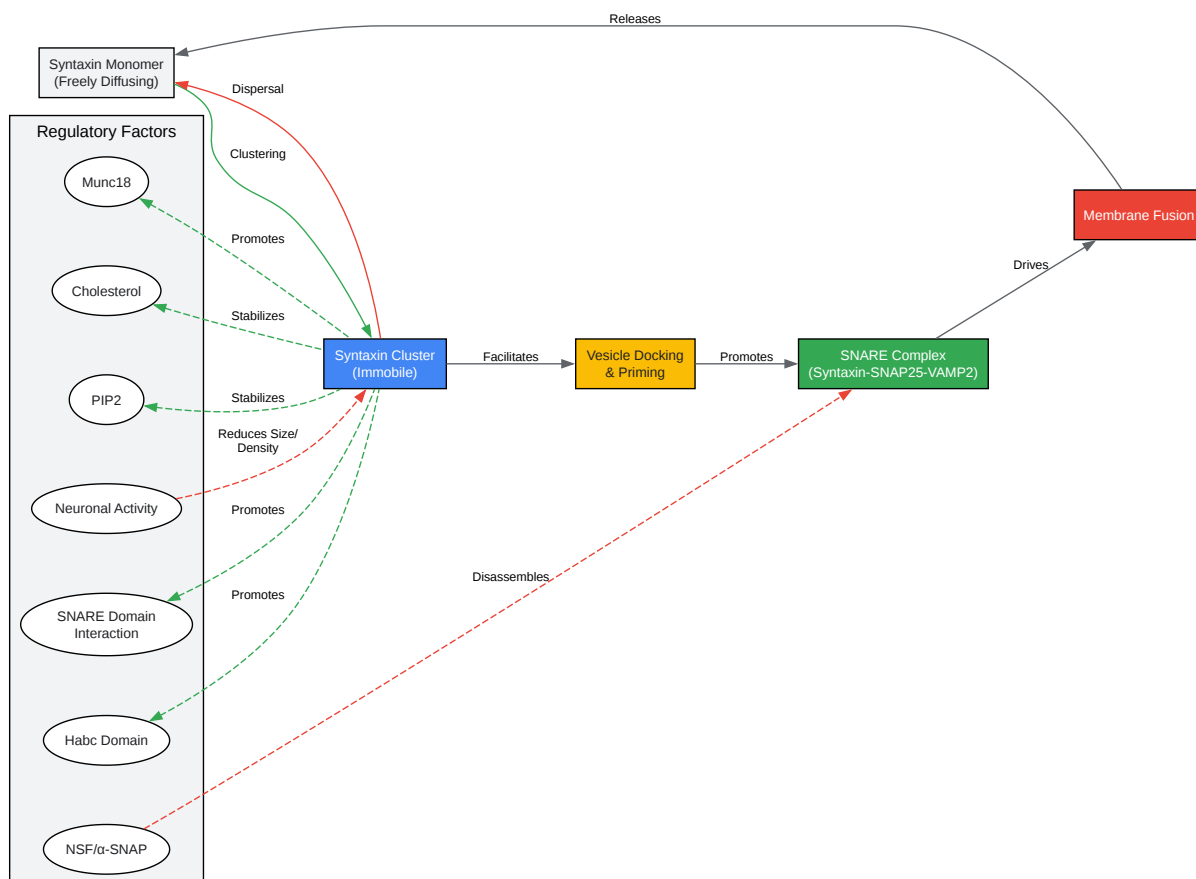 Releases
Syntaxin Monomer
(Freely Diffusing)
Dispersal
Regulatory Factors
Clustering
Munc18
Membrane Fusion
Promotes
Drives
Cholesterol
Stabilizes
Syntaxin Cluster
(Immobile)
Facilitates
Vesicle Docking
& Priming
Promotes
SNARE Complex
(Syntaxin-SNAP25-VAMP2)
PIP2
Stabilizes
Reduces Size/
Density
Neuronal Activity
Promotes
Disassembles
Promotes
SNARE Domain
Interaction
Habc Domain
NSF/α-SNAP